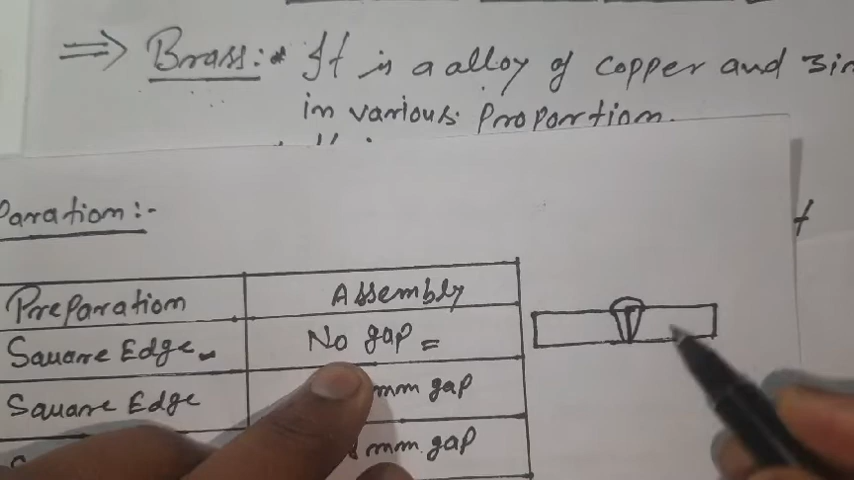 ⇒ Brass:- It is a alloy of copper and
in various proportion.
Paration:-
Preparation Assembly
Square Edge No gap =
Square Edge mm gap
mm gap